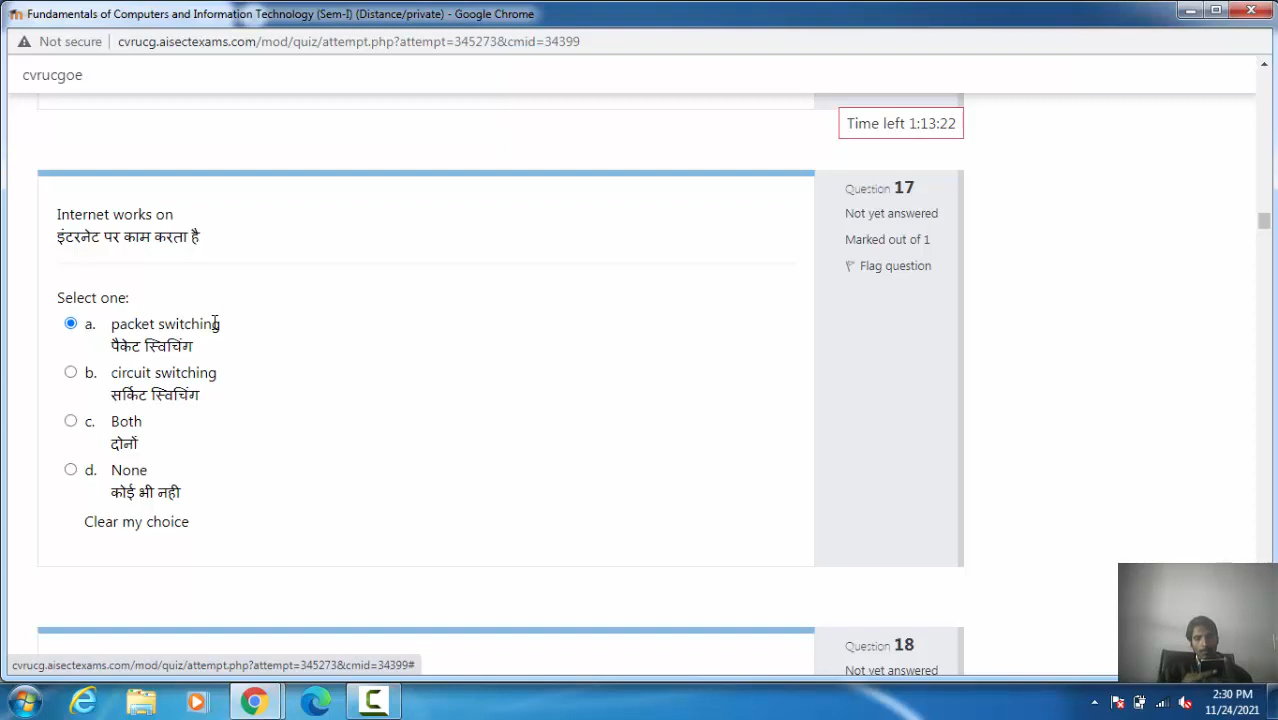 Fundamentals of Computers and Information Technology (Sem-I) (Distance/private) - Google Chrome
Not secure cvrucg.aisectexams.com/mod/quiz/attempt.php?attempt=345273&cmid=34399
cvrucgoe
Time left 1:13:22
Question 17
Not yet answered
Marked out of 1
Flag question
Internet works on
इंटरनेट पर काम करता है
Select one:
a. packet switching
पैकेट स्विचिंग
b. circuit switching
सर्किट स्विचिंग
c. Both
दोनों
d. None
कोई भी नही
Clear my choice
Question 18
Not yet answered
cvrucg.aisectexams.com/mod/quiz/attempt.php?attempt=345273&cmid=34399#
2:30 PM
11/24/2021